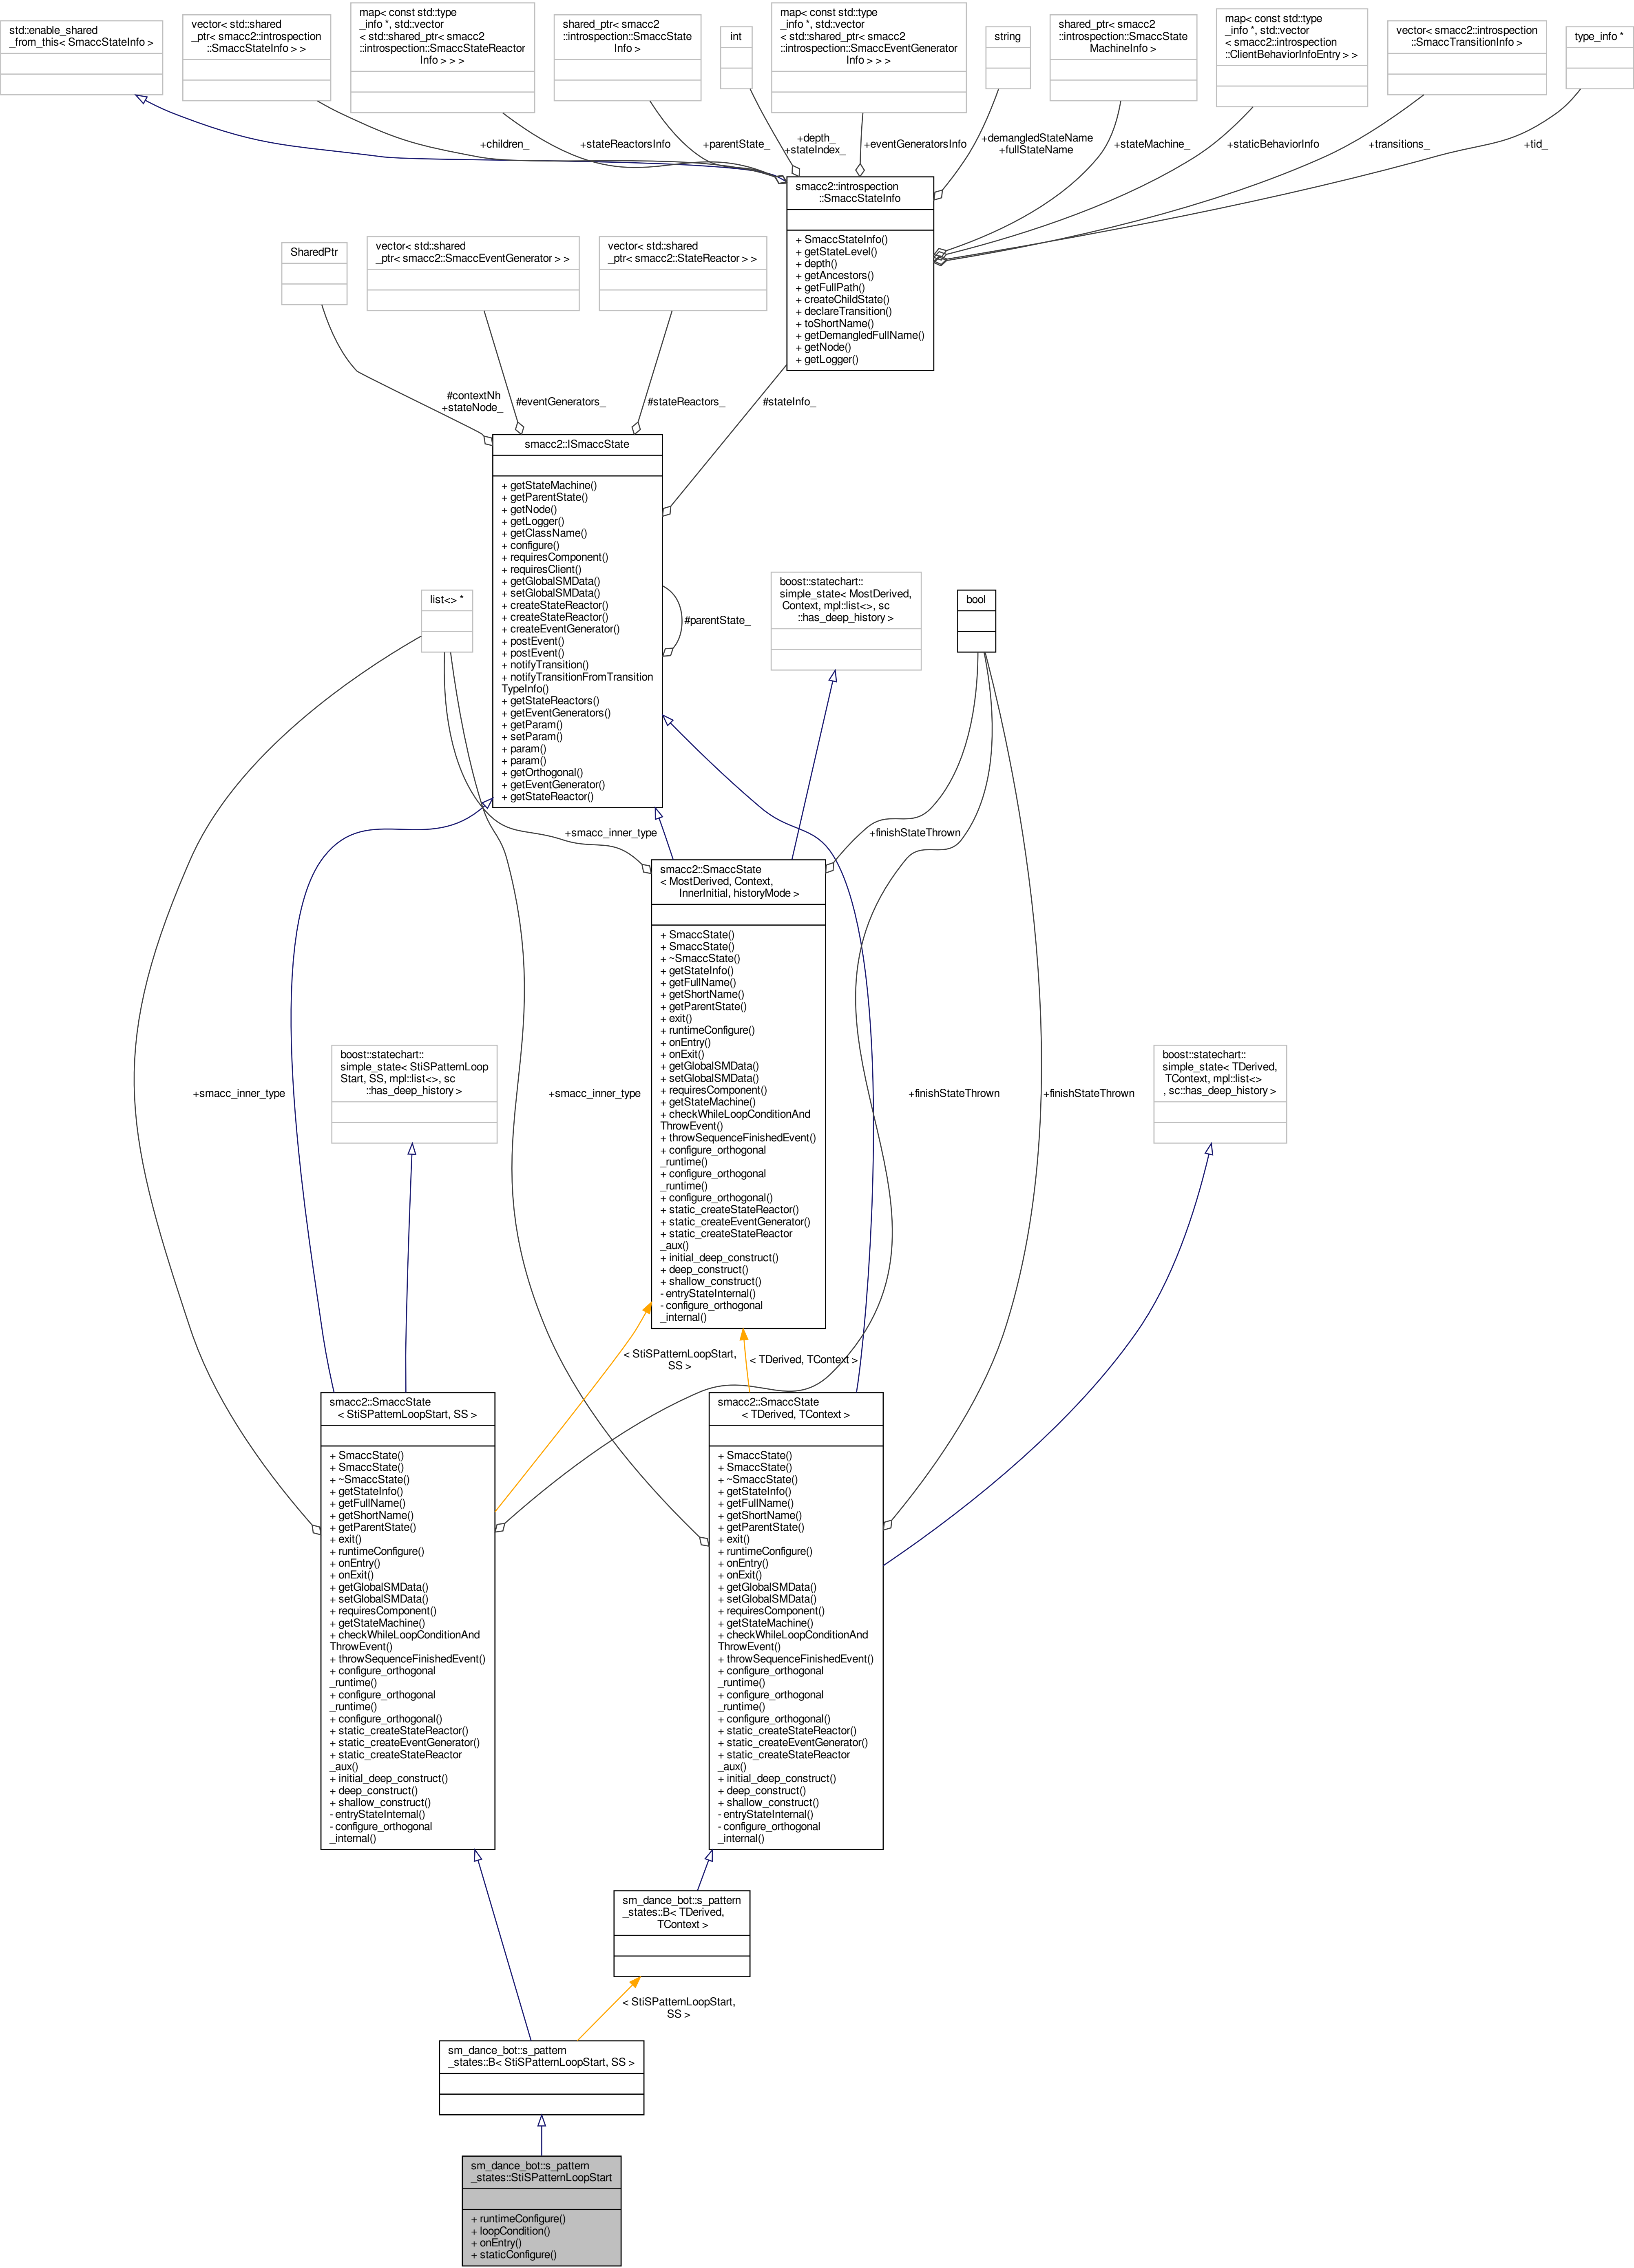 std::enable_shared
_from_this< SmaccStateInfo >
vector< std::shared
_ptr< smacc2::introspection
::SmaccStateInfo > >
map< const std::type
_info *, std::vector
< std::shared_ptr< smacc2
::introspection::SmaccStateReactor
Info > > >
shared_ptr< smacc2
::introspection::SmaccState
Info >
int
map< const std::type
_info *, std::vector
< std::shared_ptr< smacc2
::introspection::SmaccEventGenerator
Info > > >
string
shared_ptr< smacc2
::introspection::SmaccState
MachineInfo >
map< const std::type
_info *, std::vector
< smacc2::introspection
::ClientBehaviorInfoEntry > >
vector< smacc2::introspection
::SmaccTransitionInfo >
type_info *
+children_
+stateReactorsInfo
+parentState_
+depth_
+stateIndex_
+eventGeneratorsInfo
+demangledStateName
+fullStateName
+stateMachine_
+staticBehaviorInfo
+transitions_
+tid_
smacc2::introspection
::SmaccStateInfo
+ SmaccStateInfo()
+ getStateLevel()
+ depth()
+ getAncestors()
+ getFullPath()
+ createChildState()
+ declareTransition()
+ toShortName()
+ getDemangledFullName()
+ getNode()
+ getLogger()
SharedPtr
vector< std::shared
_ptr< smacc2::SmaccEventGenerator > >
vector< std::shared
_ptr< smacc2::StateReactor > >
#contextNh
+stateNode_
#eventGenerators_
#stateReactors_
#stateInfo_
smacc2::ISmaccState
+ getStateMachine()
+ getParentState()
+ getNode()
+ getLogger()
+ getClassName()
+ configure()
+ requiresComponent()
+ requiresClient()
+ getGlobalSMData()
+ setGlobalSMData()
+ createStateReactor()
+ createStateReactor()
+ createEventGenerator()
+ postEvent()
+ postEvent()
+ notifyTransition()
+ notifyTransitionFromTransition
TypeInfo()
+ getStateReactors()
+ getEventGenerators()
+ getParam()
+ setParam()
+ param()
+ param()
+ getOrthogonal()
+ getEventGenerator()
+ getStateReactor()
#parentState_
list<> *
boost::statechart::
simple_state< MostDerived,
Context, mpl::list<>, sc
::has_deep_history >
bool
+smacc_inner_type
+finishStateThrown
smacc2::SmaccState
< MostDerived, Context,
InnerInitial, historyMode >
+ SmaccState()
+ SmaccState()
+ ~SmaccState()
+ getStateInfo()
+ getFullName()
+ getShortName()
+ getParentState()
+ exit()
+ runtimeConfigure()
+ onEntry()
+ onExit()
+ getGlobalSMData()
+ setGlobalSMData()
+ requiresComponent()
+ getStateMachine()
+ checkWhileLoopConditionAnd
ThrowEvent()
+ throwSequenceFinishedEvent()
+ configure_orthogonal
_runtime()
+ configure_orthogonal
_runtime()
+ configure_orthogonal()
+ static_createStateReactor()
+ static_createEventGenerator()
+ static_createStateReactor
_aux()
+ initial_deep_construct()
+ deep_construct()
+ shallow_construct()
- entryStateInternal()
- configure_orthogonal
_internal()
boost::statechart::
simple_state< StiSPatternLoop
Start, SS, mpl::list<>, sc
::has_deep_history >
boost::statechart::
simple_state< TDerived,
TContext, mpl::list<>
, sc::has_deep_history >
+smacc_inner_type
+smacc_inner_type
+finishStateThrown
+finishStateThrown
< StiSPatternLoopStart,
SS >
< TDerived, TContext >
smacc2::SmaccState
< StiSPatternLoopStart, SS >
+ SmaccState()
+ SmaccState()
+ ~SmaccState()
+ getStateInfo()
+ getFullName()
+ getShortName()
+ getParentState()
+ exit()
+ runtimeConfigure()
+ onEntry()
+ onExit()
+ getGlobalSMData()
+ setGlobalSMData()
+ requiresComponent()
+ getStateMachine()
+ checkWhileLoopConditionAnd
ThrowEvent()
+ throwSequenceFinishedEvent()
+ configure_orthogonal
_runtime()
+ configure_orthogonal
_runtime()
+ configure_orthogonal()
+ static_createStateReactor()
+ static_createEventGenerator()
+ static_createStateReactor
_aux()
+ initial_deep_construct()
+ deep_construct()
+ shallow_construct()
- entryStateInternal()
- configure_orthogonal
_internal()
smacc2::SmaccState
< TDerived, TContext >
+ SmaccState()
+ SmaccState()
+ ~SmaccState()
+ getStateInfo()
+ getFullName()
+ getShortName()
+ getParentState()
+ exit()
+ runtimeConfigure()
+ onEntry()
+ onExit()
+ getGlobalSMData()
+ setGlobalSMData()
+ requiresComponent()
+ getStateMachine()
+ checkWhileLoopConditionAnd
ThrowEvent()
+ throwSequenceFinishedEvent()
+ configure_orthogonal
_runtime()
+ configure_orthogonal
_runtime()
+ configure_orthogonal()
+ static_createStateReactor()
+ static_createEventGenerator()
+ static_createStateReactor
_aux()
+ initial_deep_construct()
+ deep_construct()
+ shallow_construct()
- entryStateInternal()
- configure_orthogonal
_internal()
sm_dance_bot::s_pattern
_states::B< TDerived,
TContext >
< StiSPatternLoopStart,
SS >
sm_dance_bot::s_pattern
_states::B< StiSPatternLoopStart, SS >
sm_dance_bot::s_pattern
_states::StiSPatternLoopStart
+ runtimeConfigure()
+ loopCondition()
+ onEntry()
+ staticConfigure()